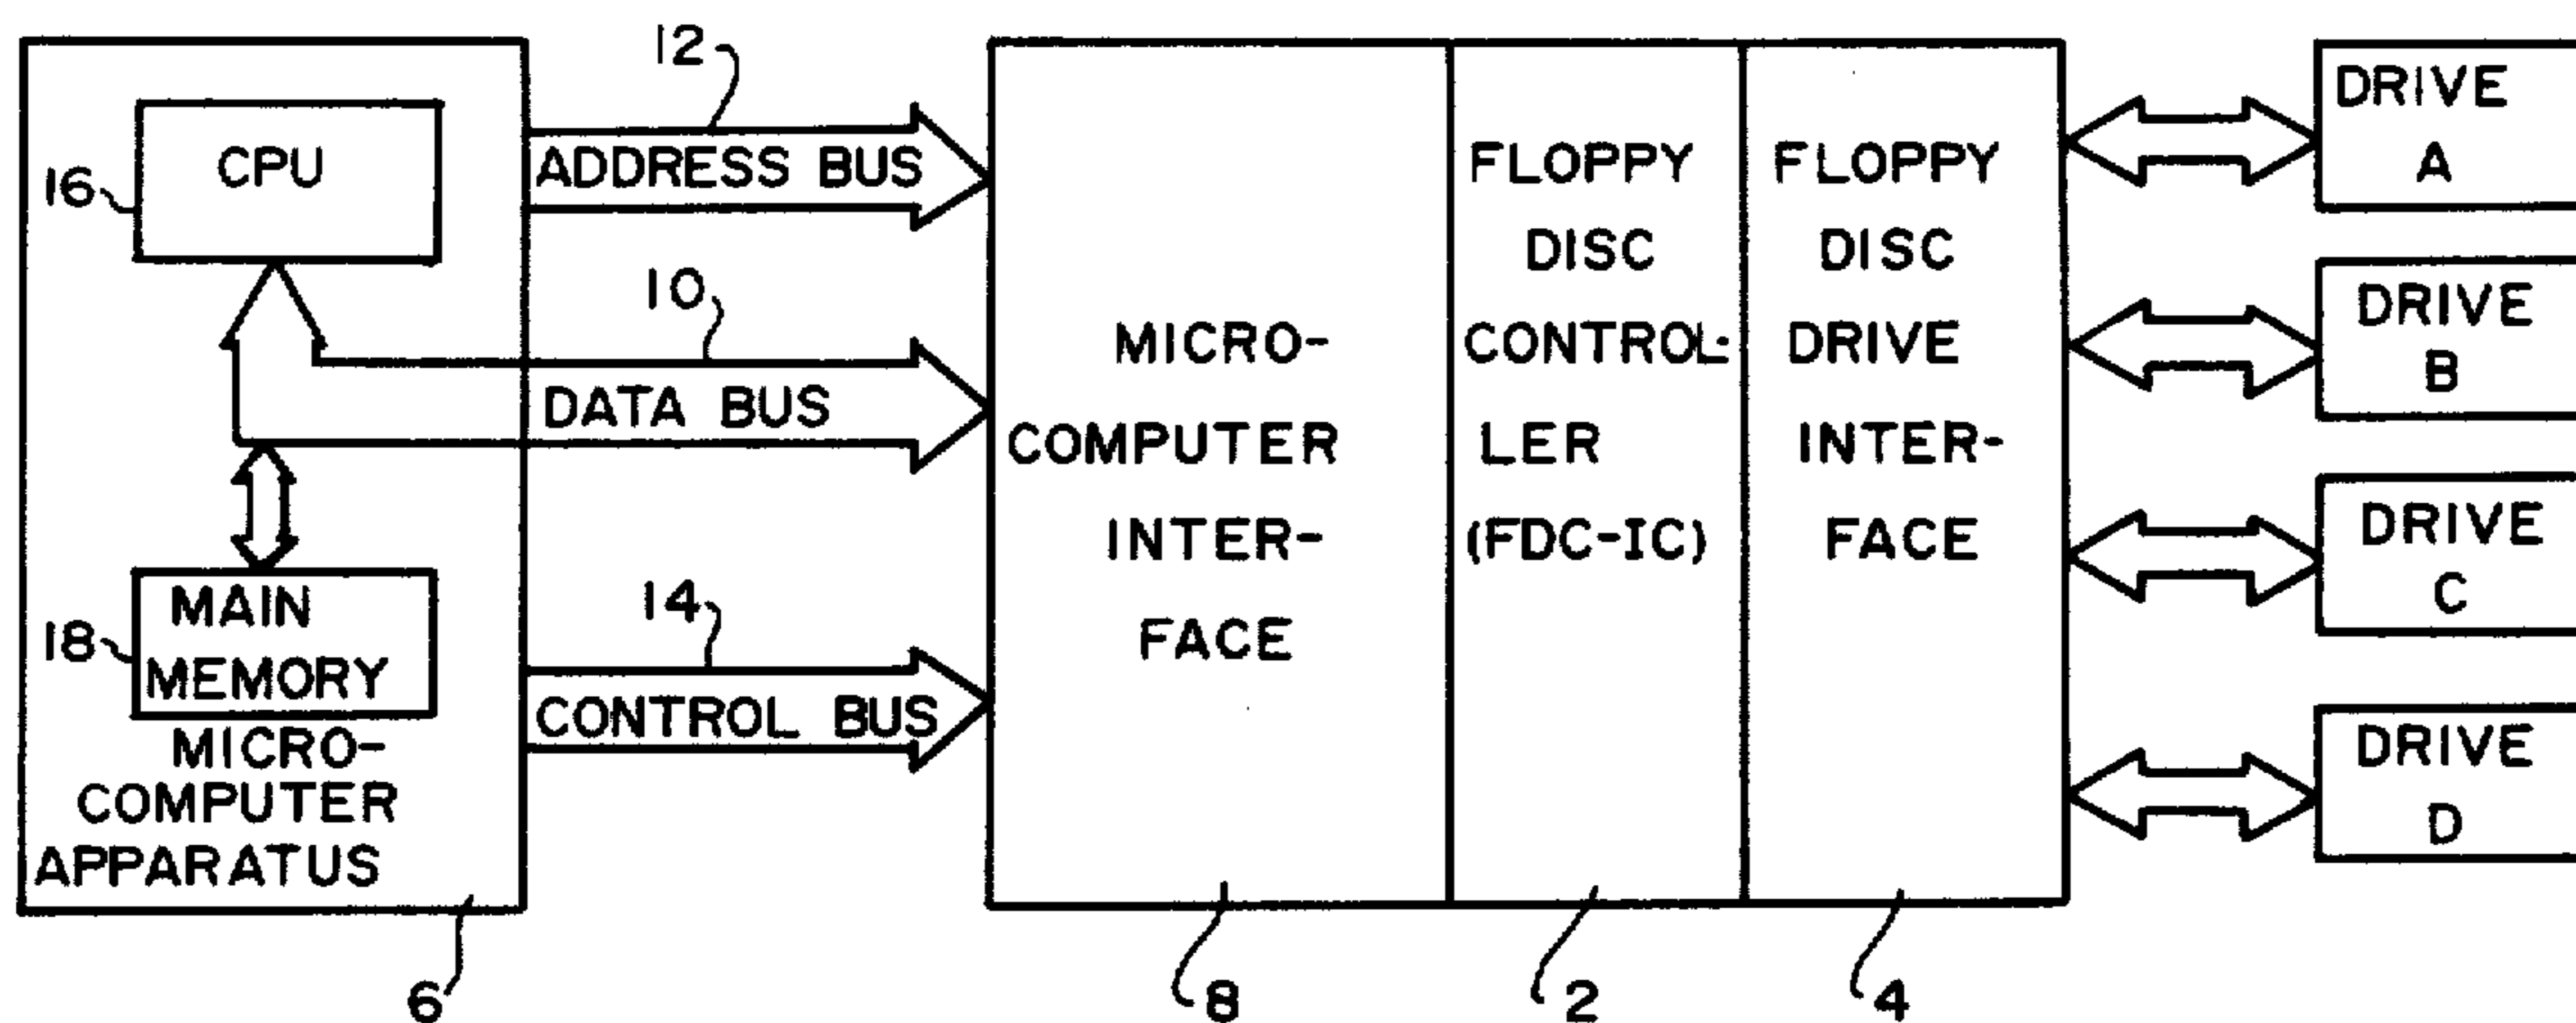 12
CPU
16
ADDRESS BUS
10
DATA BUS
MAIN
MEMORY
18
14
CONTROL BUS
MICRO-
COMPUTER
APPARATUS
6
MICRO-
COMPUTER
INTER-
FACE
8
FLOPPY
DISC
CONTROL-
LER
(FDC-IC)
2
FLOPPY
DISC
DRIVE
INTER-
FACE
4
DRIVE
A
DRIVE
B
DRIVE
C
DRIVE
D